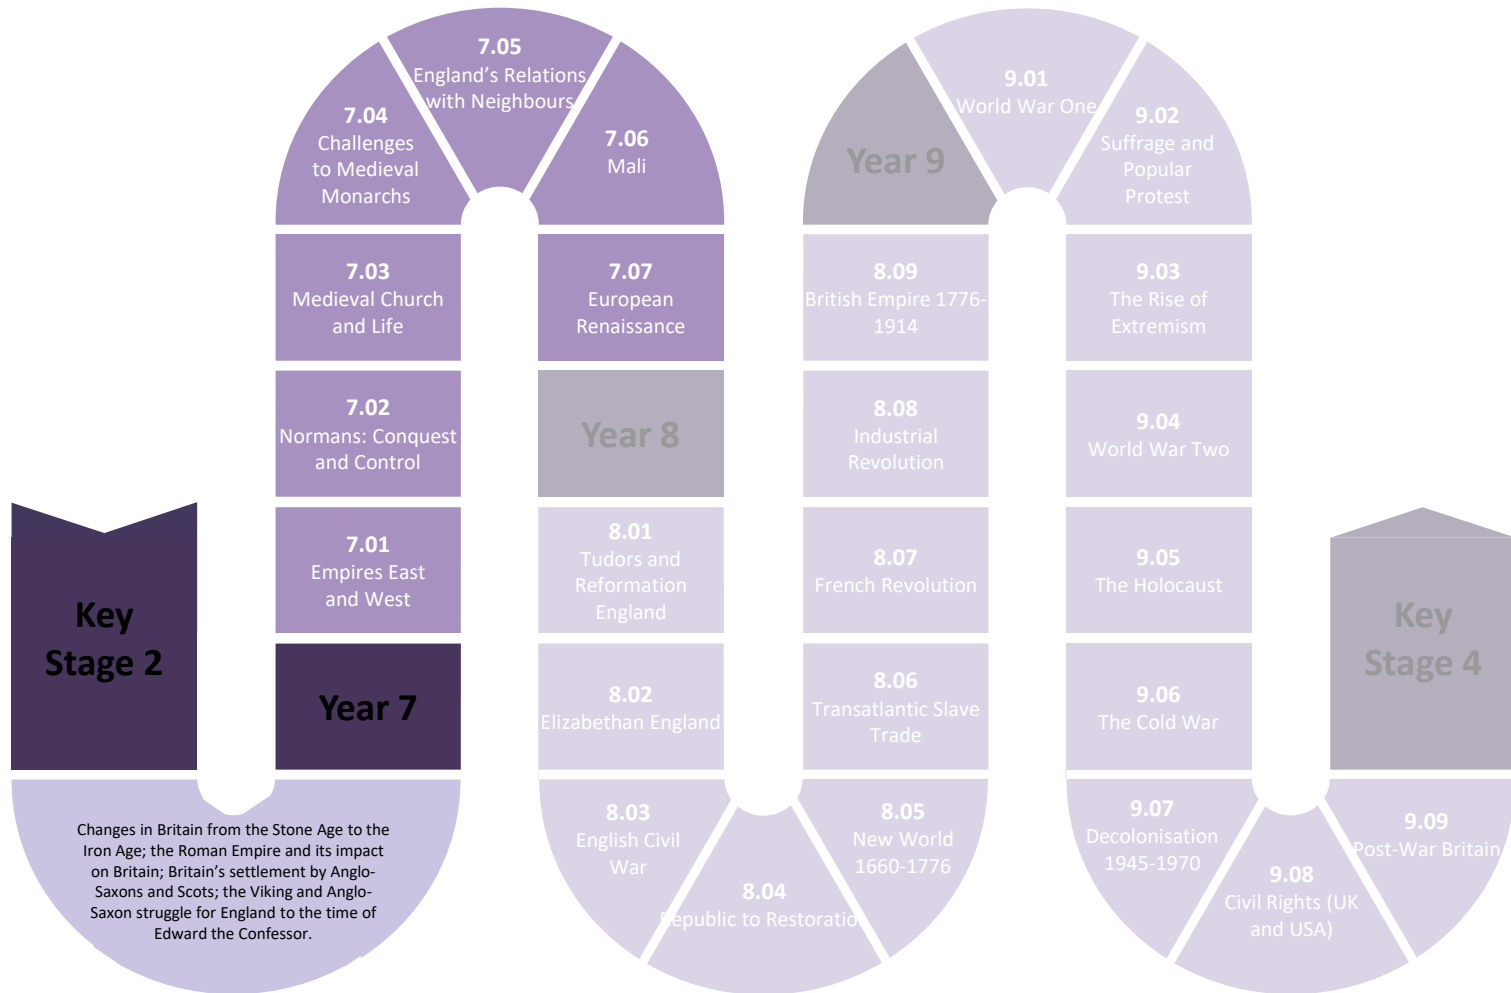 Key
Stage 2
Changes in Britain from the Stone Age to the
Iron Age; the Roman Empire and its impact
on Britain; Britain’s settlement by Anglo-
Saxons and Scots; the Viking and Anglo-
Saxon struggle for England to the time of
Edward the Confessor.
Year 7
7.01
Empires East
and West
7.02
Normans: Conquest
and Control
7.03
Medieval Church
and Life
7.04
Challenges
to Medieval
Monarchs
7.05
England’s Relations
with Neighbours
7.06
Mali
7.07
European
Renaissance
Year 8
8.01
Tudors and
Reformation
England
8.02
Elizabethan England
8.03
English Civil
War
8.04
Republic to Restoration
8.05
New World
1660-1776
8.06
Transatlantic Slave
Trade
8.07
French Revolution
8.08
Industrial
Revolution
8.09
British Empire 1776-
1914
Year 9
9.01
World War One
9.02
Suffrage and
Popular
Protest
9.03
The Rise of
Extremism
9.04
World War Two
9.05
The Holocaust
9.06
The Cold War
9.07
Decolonisation
1945-1970
9.08
Civil Rights (UK
and USA)
9.09
Post-War Britain
Key
Stage 4